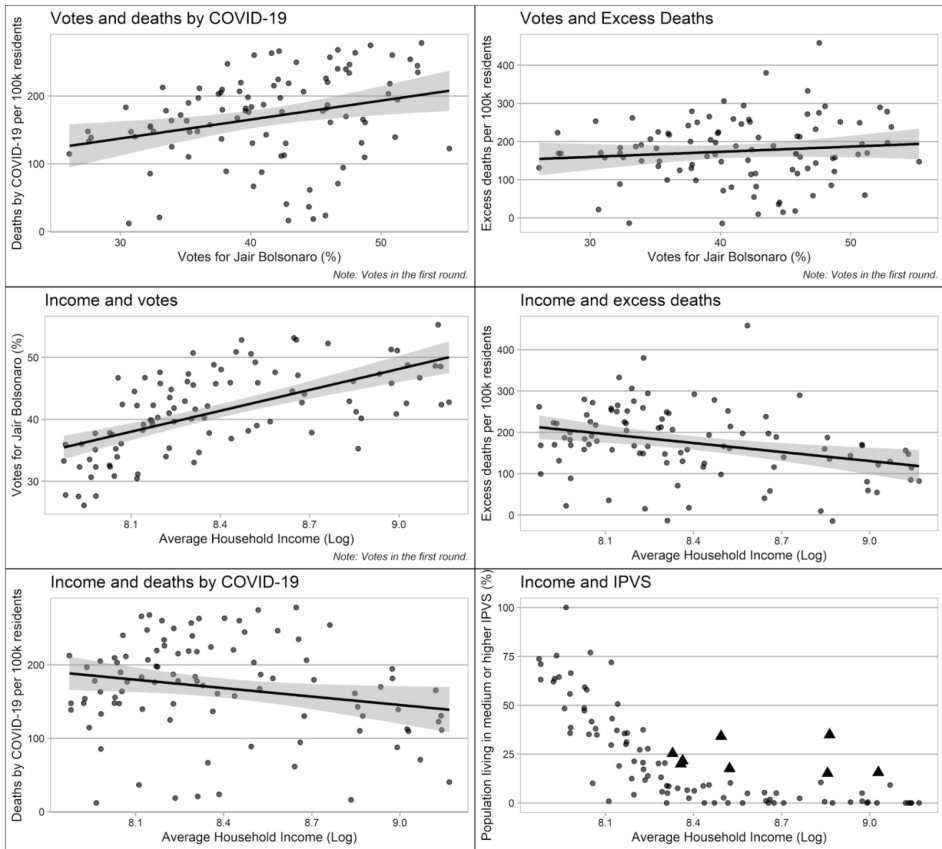 Votes and deaths by COVID-19
Deaths by COVID-19 per 100k residents
200
100
0
30 40 50
Votes for Jair Bolsonaro (%)
Note: Votes in the first round.
Votes and Excess Deaths
Excess deaths per 100k residents
500
400
300
200
100
0
30 40 50
Votes for Jair Bolsonaro (%)
Note: Votes in the first round.
Income and votes
Votes for Jair Bolsonaro (%)
50
40
30
8.1 8.4 8.7 9.0
Average Household Income (Log)
Note: Votes in the first round.
Income and excess deaths
Excess deaths per 100k residents
400
300
200
100
0
8.1 8.4 8.7 9.0
Average Household Income (Log)
Income and deaths by COVID-19
Deaths by COVID-19 per 100k residents
200
100
0
8.1 8.4 8.7 9.0
Average Household Income (Log)
Income and IPVS
Population living in medium or higher IPVS (%)
100
75
50
25
0
8.1 8.4 8.7 9.0
Average Household Income (Log)